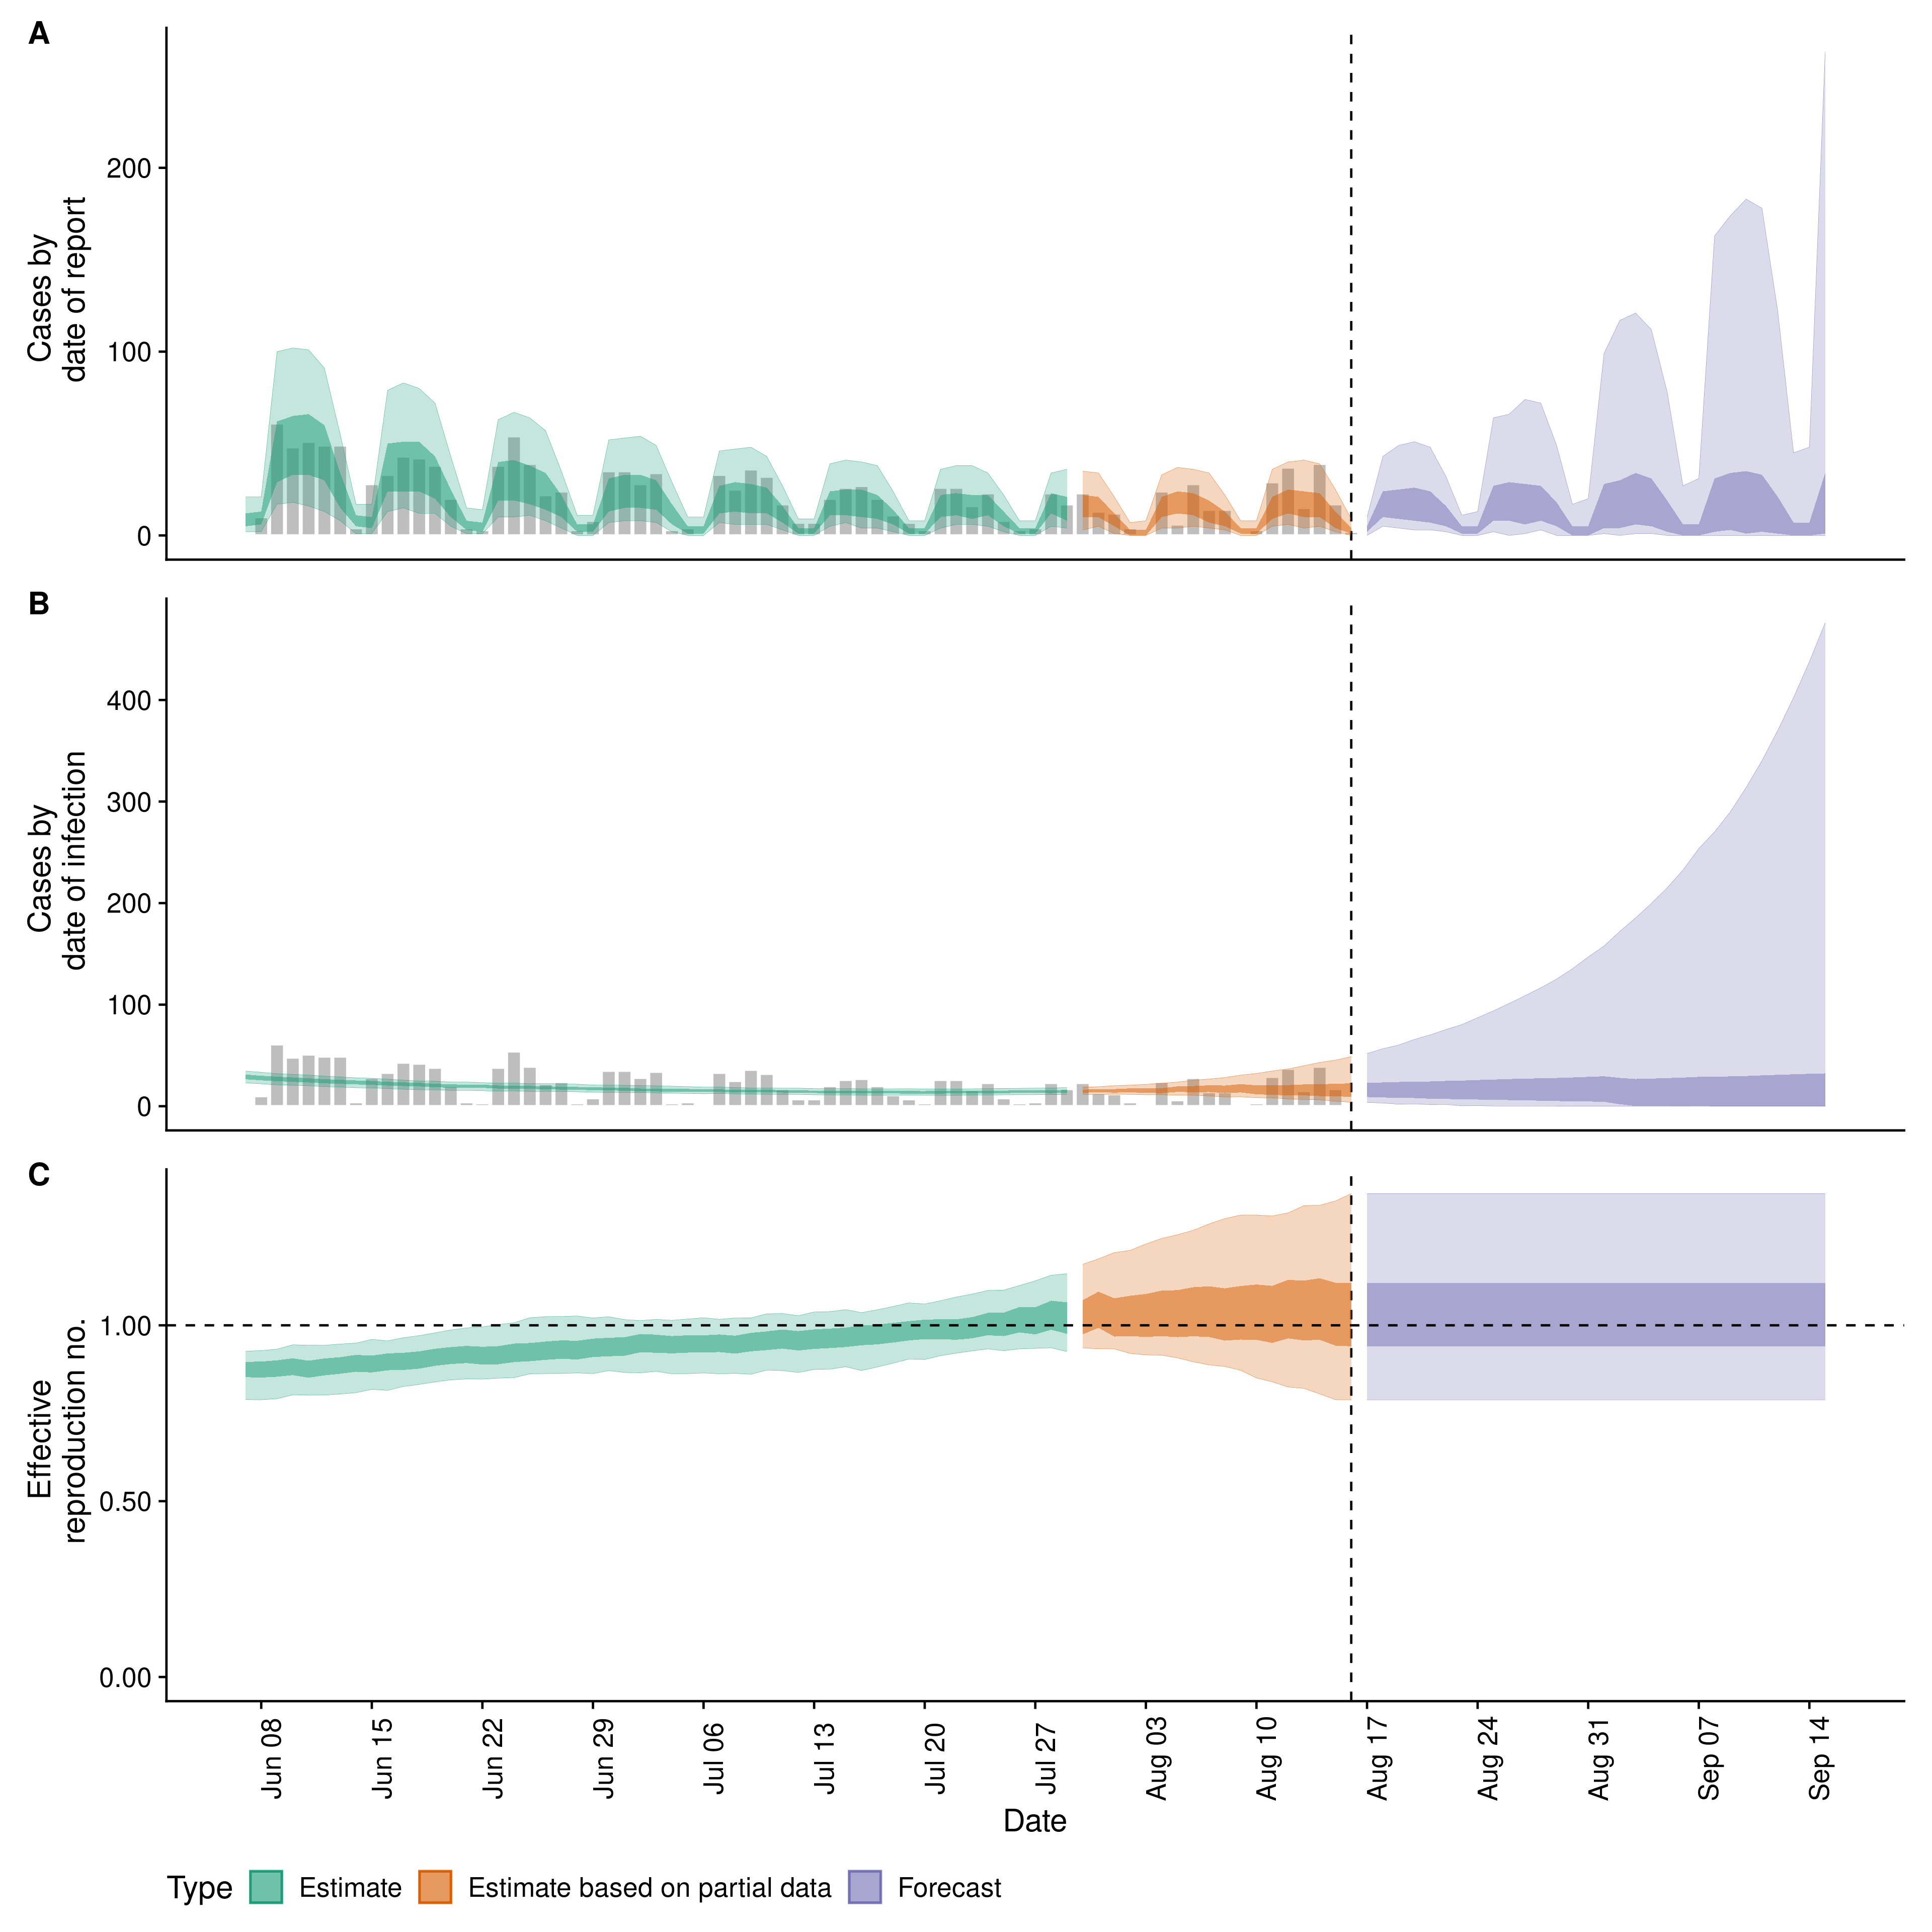 A
Cases by
date of report
200
100
0
B
Cases by
date of infection
400
300
200
100
0
C
Effective
reproduction no.
1.00
0.50
0.00
Jun 08
Jun 15
Jun 22
Jun 29
Jul 06
Jul 13
Jul 20
Jul 27
Aug 03
Aug 10
Aug 17
Aug 24
Aug 31
Sep 07
Sep 14
Date
Type Estimate Estimate based on partial data Forecast